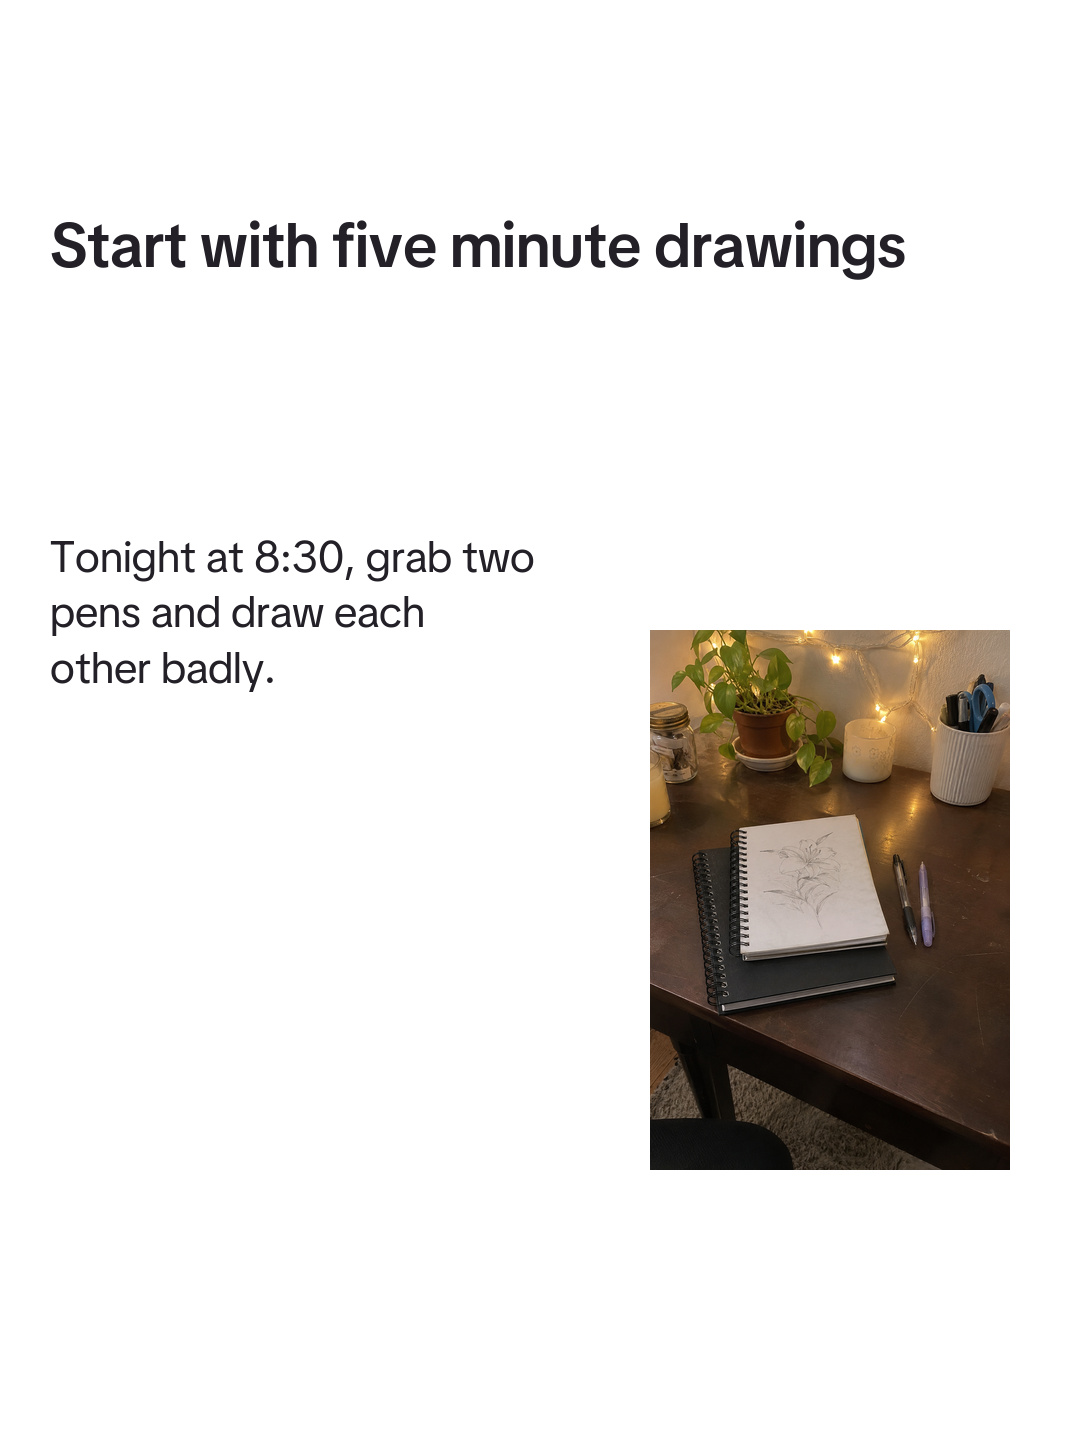 Start with five minute drawings
Tonight at 8:30, grab two
pens and draw each
other badly.